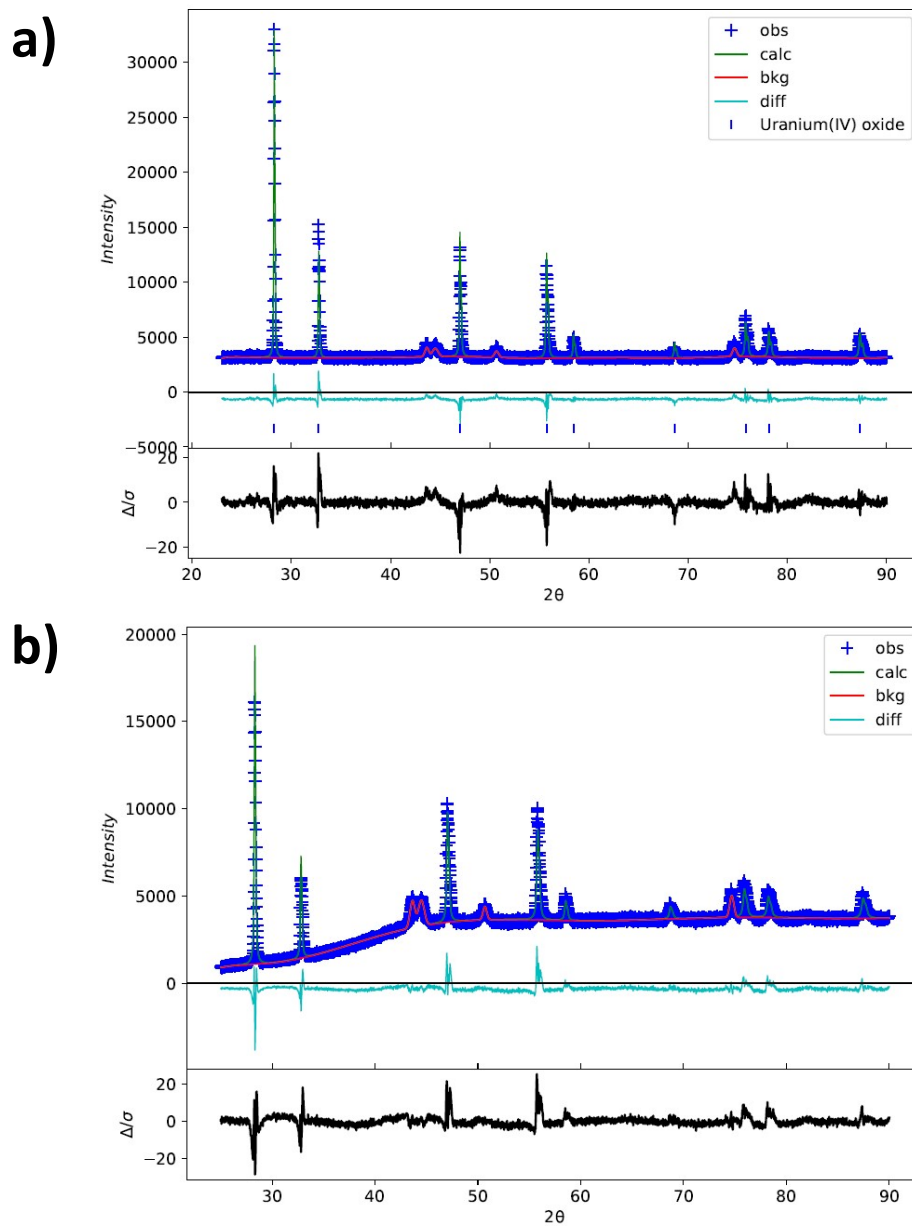 a)
Intensity
30000
25000
20000
15000
10000
5000
0
−5000
obs
calc
bkg
diff
Uranium(IV) oxide
Δ/σ
20
0
−20
20 30 40 50 60 70 80 90
2θ
b)
Intensity
20000
15000
10000
5000
0
obs
calc
bkg
diff
Δ/σ
20
0
−20
30 40 50 60 70 80 90
2θ